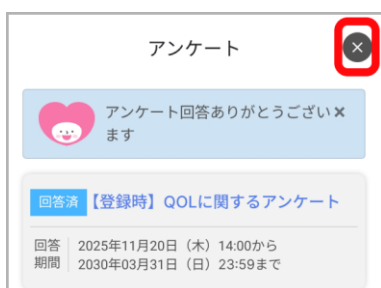 アンケート
アンケート回答ありがとうござい×
ます
回答済 【登録時】QOLに関するアンケート
回答 2025年11月20日（木）14:00から
期間 2030年03月31日（日）23:59まで